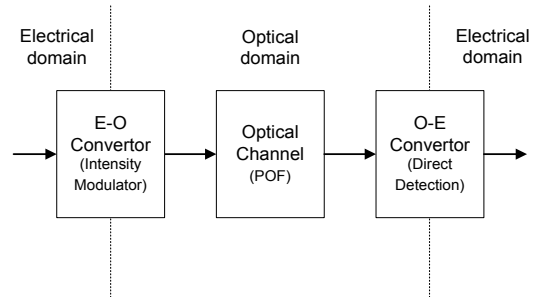 Electrical
domain
Optical
domain
Electrical
domain
E-O
Convertor
(Intensity
Modulator)
Optical
Channel
(POF)
O-E
Convertor
(Direct
Detection)